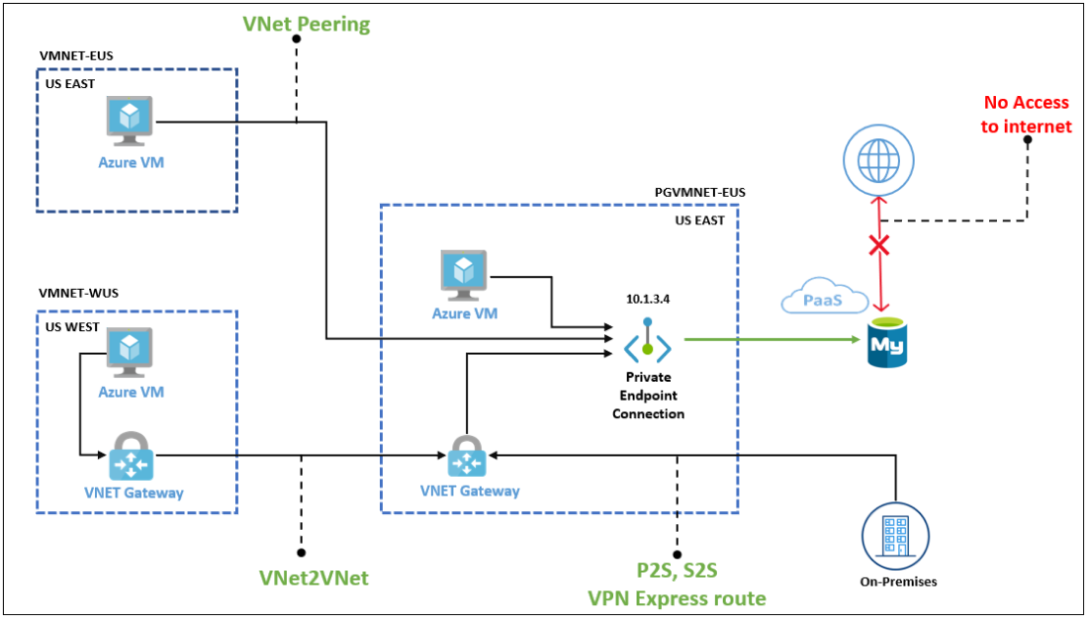 VNet Peering
VMNET-EUS
US EAST
Azure VM
No Access
to internet
PGVMNET-EUS
US EAST
Azure VM
10.1.3.4
Private
Endpoint
Connection
PaaS
My
VMNET-WUS
US WEST
Azure VM
VNET Gateway
VNET Gateway
On-Premises
VNet2VNet
P2S, S2S
VPN Express route